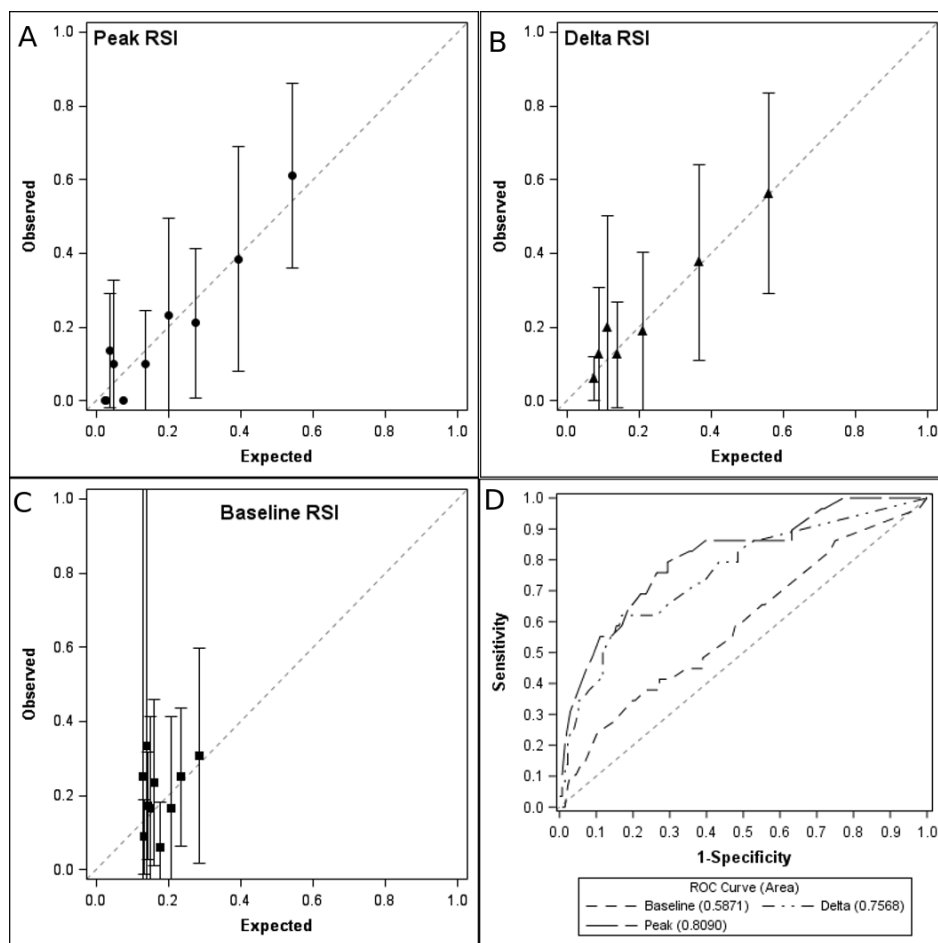 A
Peak RSI
1.0
0.8
0.6
0.4
0.2
0.0
Observed
0.0 0.2 0.4 0.6 0.8 1.0
Expected
B
Delta RSI
1.0
0.8
0.6
0.4
0.2
0.0
Observed
0.0 0.2 0.4 0.6 0.8 1.0
Expected
C
Baseline RSI
1.0
0.8
0.6
0.4
0.2
0.0
Observed
0.0 0.2 0.4 0.6 0.8 1.0
Expected
D
1.0
0.9
0.8
0.7
0.6
0.5
0.4
0.3
0.2
0.1
0.0
Sensitivity
0.0 0.1 0.2 0.3 0.4 0.5 0.6 0.7 0.8 0.9 1.0
1-Specificity
ROC Curve (Area)
Baseline (0.5871) Delta (0.7568)
Peak (0.8090)